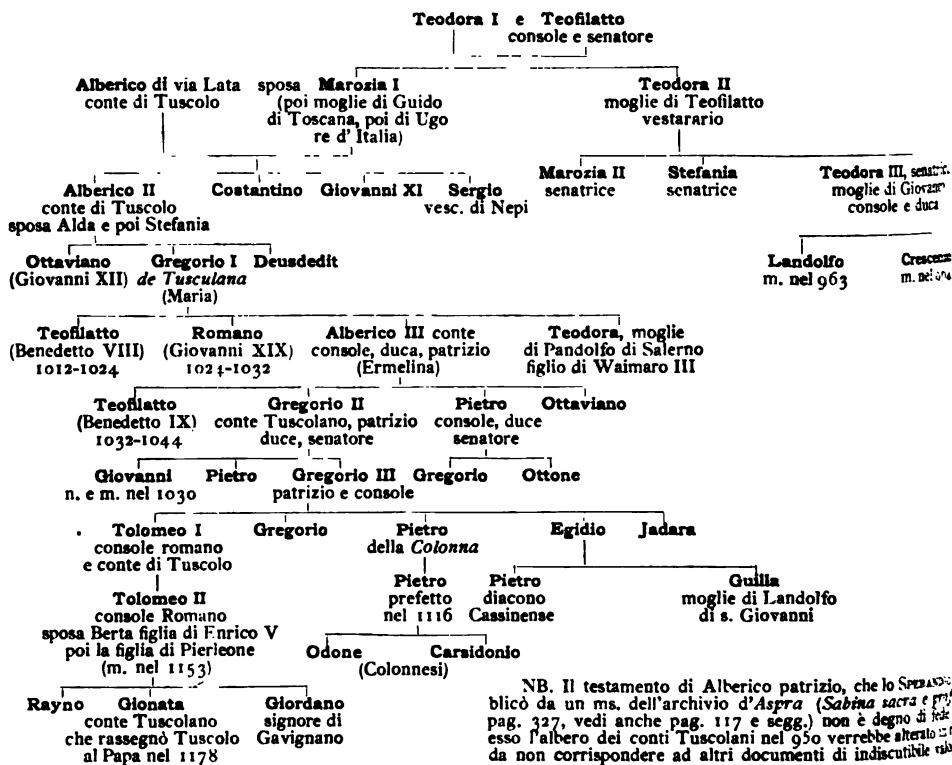 Teodora I e Teofilatto
console e senatore
Alberico di via Lata sposa Marozia I Teodora II
conte di Tuscolo (poi moglie di Guido moglie di Teofilatto
di Toscana, poi di Ugo vestarario
re d' Italia)
Alberico II Costantino Giovanni XI Sergio Marozia II Stefania Teodora III,
conte di Tuscolo vesc. di Nepi senatrice senatrice moglie di
sposa Alda e poi Stefania console e duca
Ottaviano Gregorio I Deusdedit Landolfo
(Giovanni XII) de Tusculana m. nel 963 m. nel
(Maria)
Teofilatto Romano Alberico III conte Teodora, moglie
(Benedetto VIII) (Giovanni XIX) console, duca, patrizio di Pandolfo di Salerno
1012-1024 1024-1032 (Ermelina) figlio di Waimaro III
Teofilatto Gregorio II Pietro Ottaviano
(Benedetto IX) conte Tuscolano, patrizio console, duce
1032-1044 duce, senatore senatore
Giovanni Pietro Gregorio III Gregorio Ottone
n. e m. nel 1030 patrizio e console
Tolomeo I Gregorio Pietro Egidio Jadara
console romano della Colonna
e conte di Tuscolo
Pietro Pietro Guilla
Tolomeo II prefetto diacono moglie di Landolfo
console Romano nel 1116 Cassinense di s. Giovanni
sposa Berta figlia di Enrico V
poi la figlia di Pierleone Odone Carsidonio
(m. nel 1153) (Colonnesi)
Rayno Gionata Giordano
conte Tuscolano signore di
che rassegnò Tuscolo Gavignano
al Papa nel 1178
NB. Il testamento di Alberico patrizio, che lo
blicò da un ms. dell'archivio d'Aspra (Sabina sacra e
pag. 327, vedi anche pag. 117 e segg.) non è degno di fede
esso l'albero dei conti Tuscolani nel 950 verrebbe alterato
da non corrispondere ad altri documenti di indiscutibile